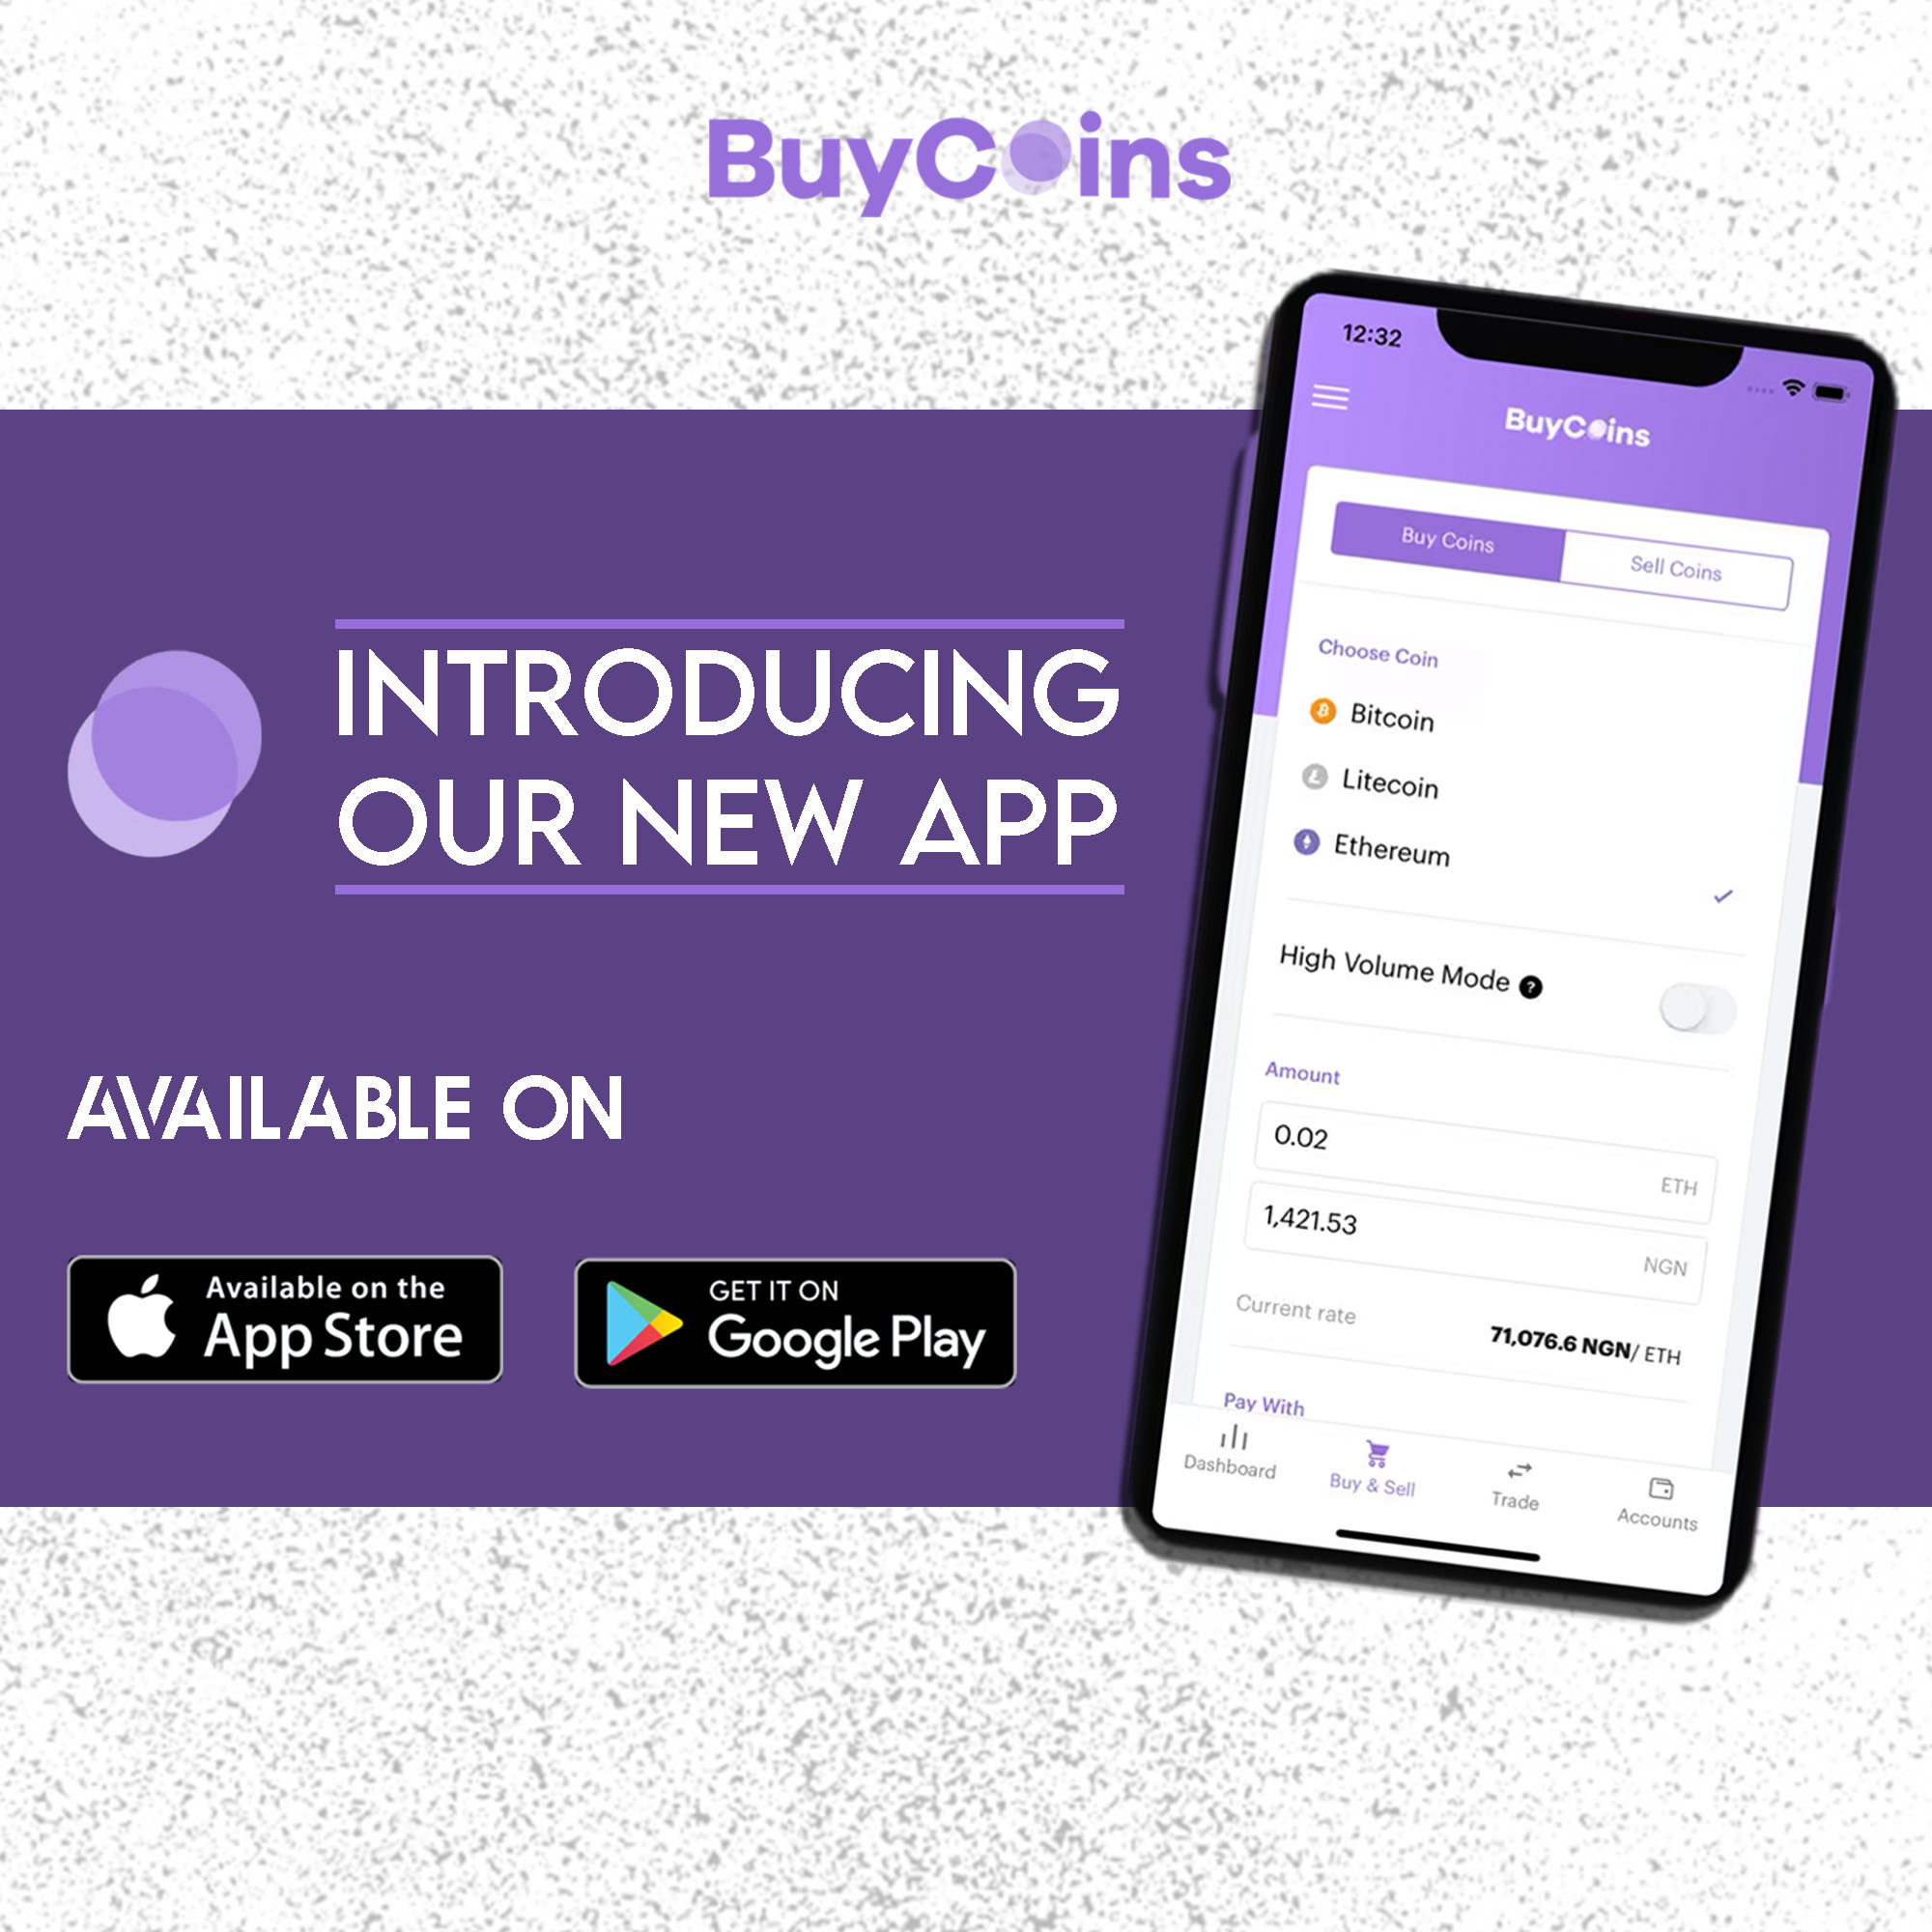 BuyCoins
INTRODUCING
OUR NEW APP
AVAILABLE ON
Available on the
App Store
GET IT ON
Google Play
12:32
BuyCoins
Buy Coins
Sell Coins
Choose Coin
Bitcoin
Litecoin
Ethereum
High Volume Mode ?
Amount
0.02 ETH
1,421.53 NGN
Current rate 71,076.6 NGN/ ETH
Pay With
Dashboard
Buy & Sell
Trade
Accounts